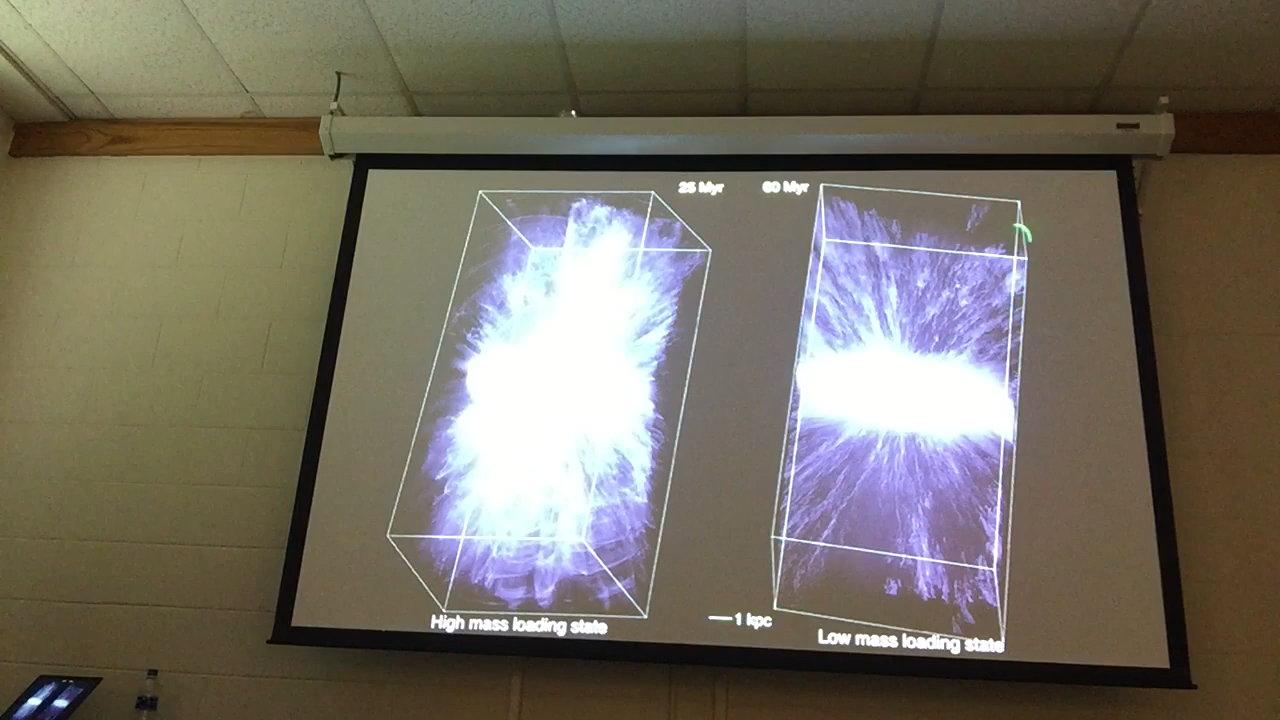 25 Myr
60 Myr
High mass loading state
1 kpc
Low mass loading state